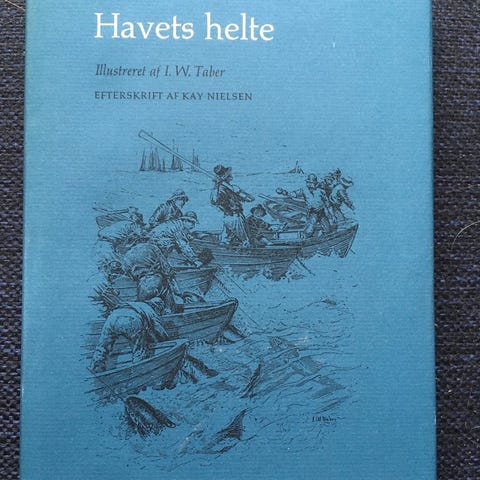 Havets helte
Illustreret af I. W. Taber
EFTERSKRIFT AF KAY NIELSEN